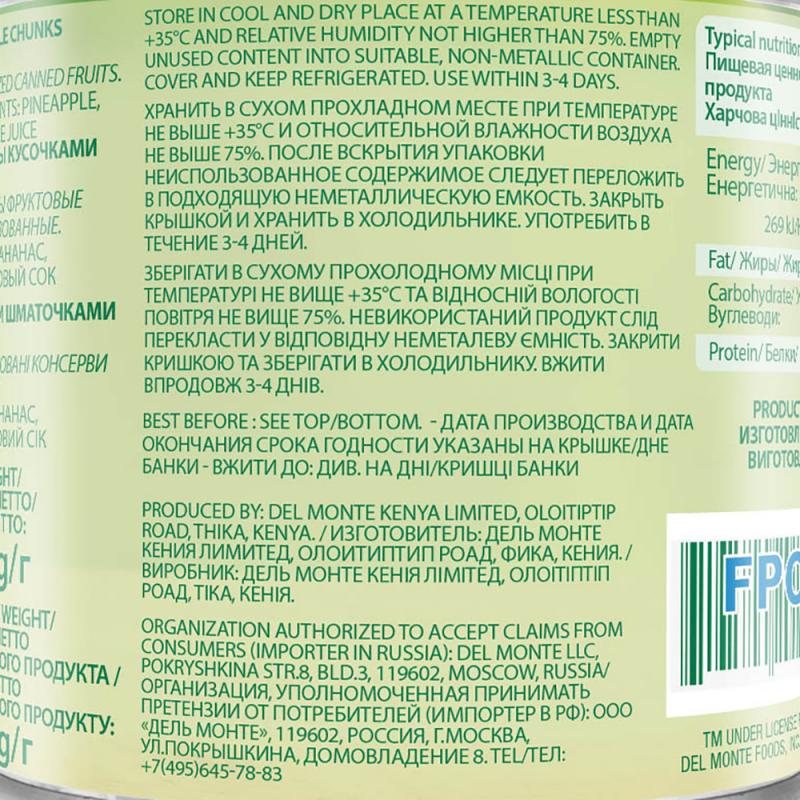 STORE IN COOL AND DRY PLACE AT A TEMPERATURE LESS THAN
+35°C AND RELATIVE HUMIDITY NOT HIGHER THAN 75%. EMPTY
UNUSED CONTENT INTO SUITABLE, NON-METALLIC CONTAINER.
COVER AND KEEP REFRIGERATED. USE WITHIN 3-4 DAYS.
ХРАНИТЬ В СУХОМ ПРОХЛАДНОМ МЕСТЕ ПРИ ТЕМПЕРАТУРЕ
НЕ ВЫШЕ +35°C И ОТНОСИТЕЛЬНОЙ ВЛАЖНОСТИ ВОЗДУХА
НЕ ВЫШЕ 75%. ПОСЛЕ ВСКРЫТИЯ УПАКОВКИ
НЕИСПОЛЬЗОВАННОЕ СОДЕРЖИМОЕ СЛЕДУЕТ ПЕРЕЛОЖИТЬ
В ПОДХОДЯЩУЮ НЕМЕТАЛЛИЧЕСКУЮ ЕМКОСТЬ. ЗАКРЫТЬ
КРЫШКОЙ И ХРАНИТЬ В ХОЛОДИЛЬНИКЕ. УПОТРЕБИТЬ В
ТЕЧЕНИЕ 3-4 ДНЕЙ.
ЗБЕРІГАТИ В СУХОМУ ПРОХОЛОДНОМУ МІСЦІ ПРИ
ТЕМПЕРАТУРІ НЕ ВИЩЕ +35°C ТА ВІДНОСНІЙ ВОЛОГОСТІ
ПОВІТРЯ НЕ ВИЩЕ 75%. НЕВИКОРИСТАНИЙ ПРОДУКТ СЛІД
ПЕРЕКЛАСТИ У ВІДПОВІДНУ НЕМЕТАЛЕВУ ЄМНІСТЬ. ЗАКРИТИ
КРИШКОЮ ТА ЗБЕРІГАТИ В ХОЛОДИЛЬНИКУ. ВЖИТИ
ВПРОДОВЖ 3-4 ДНІВ.
BEST BEFORE : SEE TOP/BOTTOM. - ДАТА ПРОИЗВОДСТВА И ДАТА
ОКОНЧАНИЯ СРОКА ГОДНОСТИ УКАЗАНЫ НА КРЫШКЕ/ДНЕ
БАНКИ - ВЖИТИ ДО: ДИВ. НА ДНІ/КРИШЦІ БАНКИ
PRODUCED BY: DEL MONTE KENYA LIMITED, OLOITIPTIP
ROAD, THIKA, KENYA. / ИЗГОТОВИТЕЛЬ: ДЕЛЬ МОНТЕ
КЕНИЯ ЛИМИТЕД, ОЛОИТИПТИП РОАД, ФИКА, КЕНИЯ. /
ВИРОБНИК: ДЕЛЬ МОНТЕ КЕНІЯ ЛІМІТЕД, ОЛОІТІПТІП
РОАД, ТІКА, КЕНІЯ.
ORGANIZATION AUTHORIZED TO ACCEPT CLAIMS FROM
CONSUMERS (IMPORTER IN RUSSIA): DEL MONTE LLC,
POKRYSHKINA STR.8, BLD.3, 119602, MOSCOW, RUSSIA/
ОРГАНИЗАЦИЯ, УПОЛНОМОЧЕННАЯ ПРИНИМАТЬ
ПРЕТЕНЗИИ ОТ ПОТРЕБИТЕЛЕЙ (ИМПОРТЕР В РФ): ООО
«ДЕЛЬ МОНТЕ», 119602, РОССИЯ, Г.МОСКВА,
УЛ.ПОКРЫШКИНА, ДОМОВЛАДЕНИЕ 8. TEL/ТЕЛ:
+7(495)645-78-83
CHUNKS
CANNED FRUITS.
PINEAPPLE,
JUICE
КУСОЧКАМИ
ФРУКТОВЫЕ
СОК
ШМАТОЧКАМИ
КОНСЕРВИ
СІК
g/г
WEIGHT/
ПРОДУКТА /
ПРОДУКТУ:
g/г
Typical nutrition
Пищевая
продукта
Харчова
Energy/
Енергетична:
269 kJ/
Fat/ Жиры/
Carbohydrate/
Вуглеводи:
Protein/ Белки/
TM UNDER LICENSE
DEL MONTE FOODS,